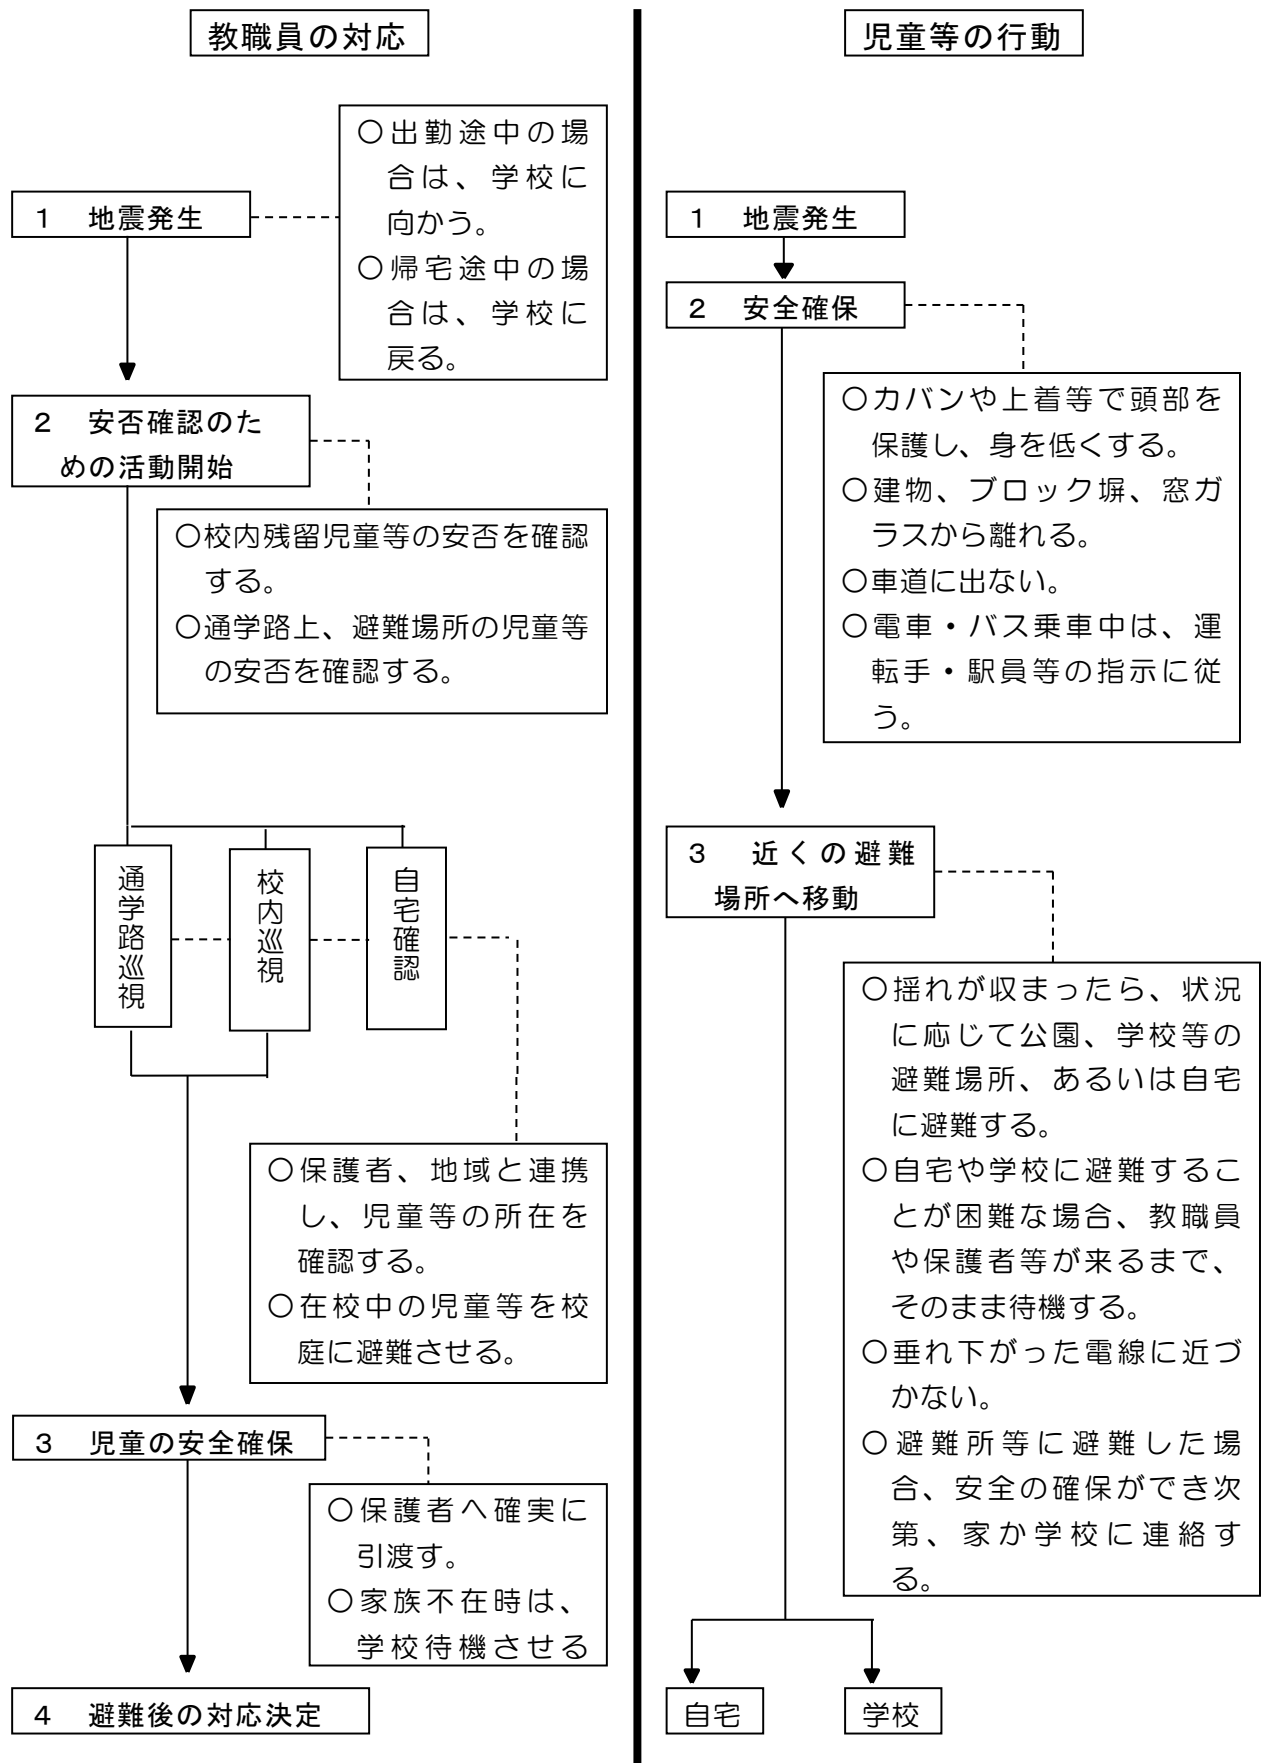 教職員の対応
1 地震発生
○出勤途中の場
合は、学校に
向かう。
○帰宅途中の場
合は、学校に
戻る。
2 安否確認のた
めの活動開始
○校内残留児童等の安否を確認
する。
○通学路上、避難場所の児童等
の安否を確認する。
通学路巡視
校内巡視
自宅確認
○保護者、地域と連携
し、児童等の所在を
確認する。
○在校中の児童等を校
庭に避難させる。
3 児童の安全確保
○保護者へ確実に
引渡す。
○家族不在時は、
学校待機させる
4 避難後の対応決定
児童等の行動
1 地震発生
2 安全確保
○カバンや上着等で頭部を
保護し、身を低くする。
○建物、ブロック塀、窓ガ
ラスから離れる。
○車道に出ない。
○電車・バス乗車中は、運
転手・駅員等の指示に従
う。
3 近くの避難
場所へ移動
○揺れが収まったら、状況
に応じて公園、学校等の
避難場所、あるいは自宅
に避難する。
○自宅や学校に避難するこ
とが困難な場合、教職員
や保護者等が来るまで、
そのまま待機する。
○垂れ下がった電線に近づ
かない。
○避難所等に避難した場
合、安全の確保ができ次
第、家か学校に連絡す
る。
自宅
学校